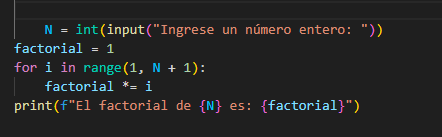 N = int(input("Ingrese un número entero: "))
factorial = 1
for i in range(1, N + 1):
    factorial *= i
print(f"El factorial de {N} es: {factorial}")